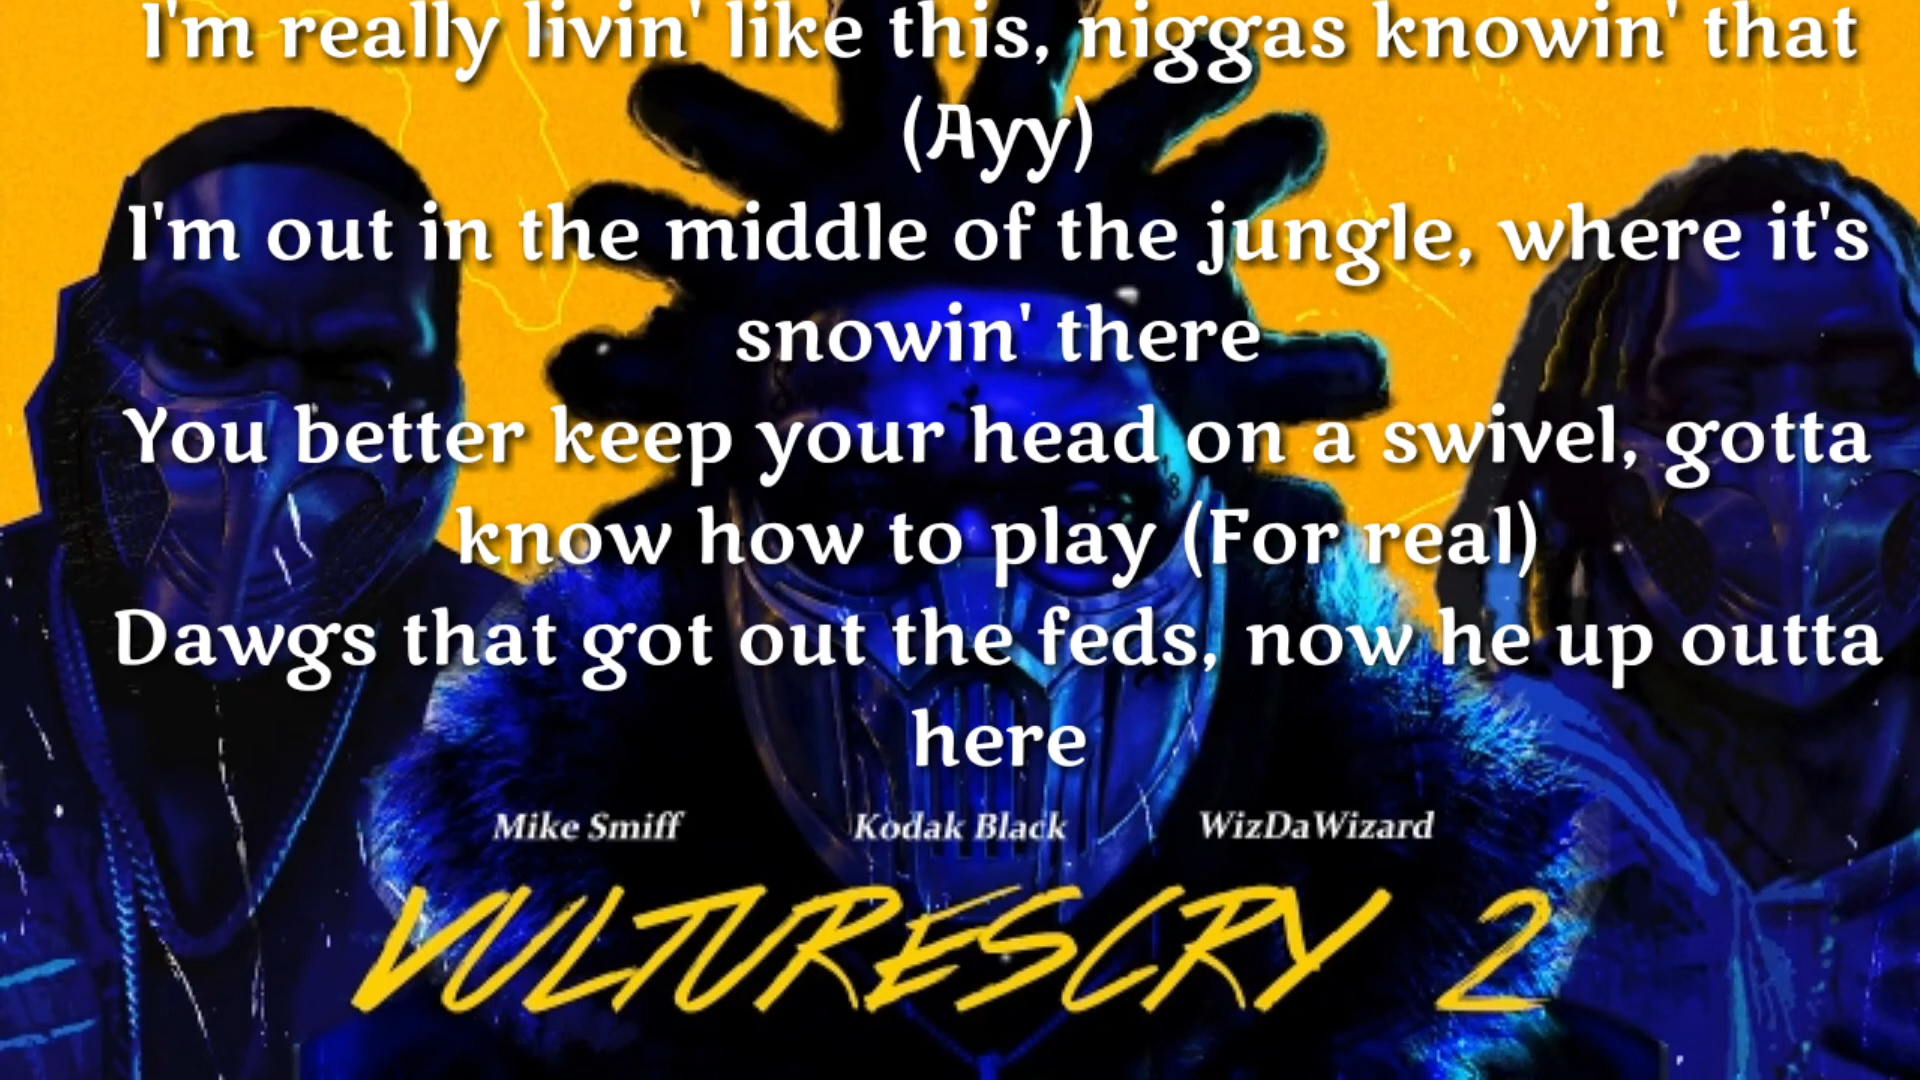 I'm really livin' like this, niggas knowin' that
(Ayy)
I'm out in the middle of the jungle, where it's
snowin' there
You better keep your head on a swivel, gotta
know how to play (For real)
Dawgs that got out the feds, now he up outta
here
Mike Smiff Kodak Black WizDaWizard
VULTURES CRY 2